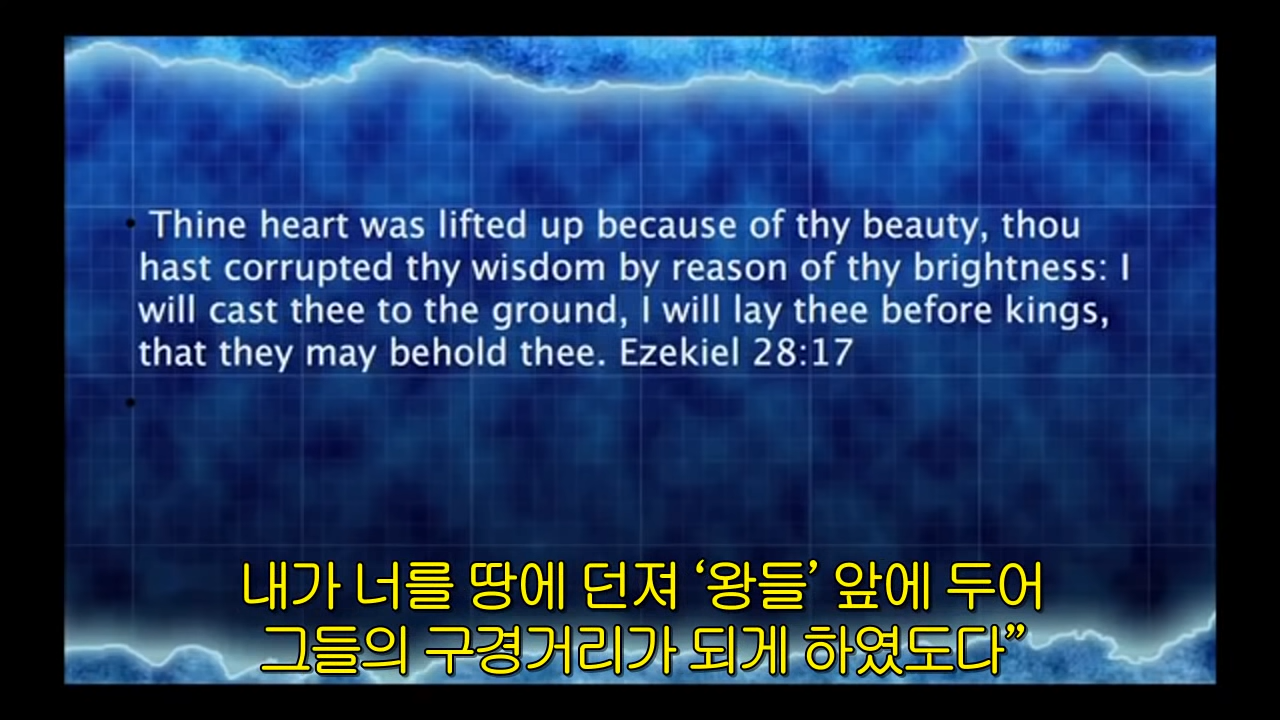 Thine heart was lifted up because of thy beauty, thou
hast corrupted thy wisdom by reason of thy brightness: I
will cast thee to the ground, I will lay thee before kings,
that they may behold thee. Ezekiel 28:17
내가 너를 땅에 던져 ‘왕들’ 앞에 두어
그들의 구경거리가 되게 하였도다”